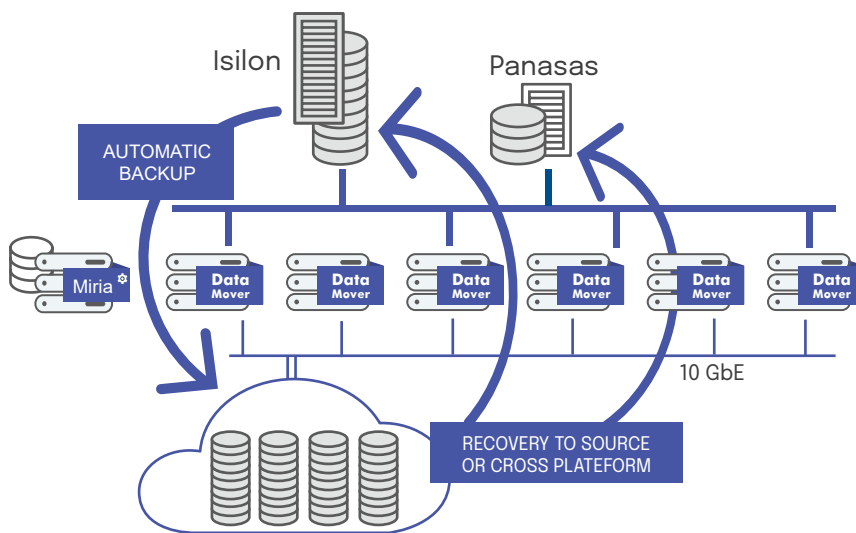 Isilon
Panasas
AUTOMATIC
BACKUP
Miria
Data
Mover
Data
Mover
Data
Mover
Data
Mover
Data
Mover
Data
Mover
10 GbE
RECOVERY TO SOURCE
OR CROSS PLATEFORM